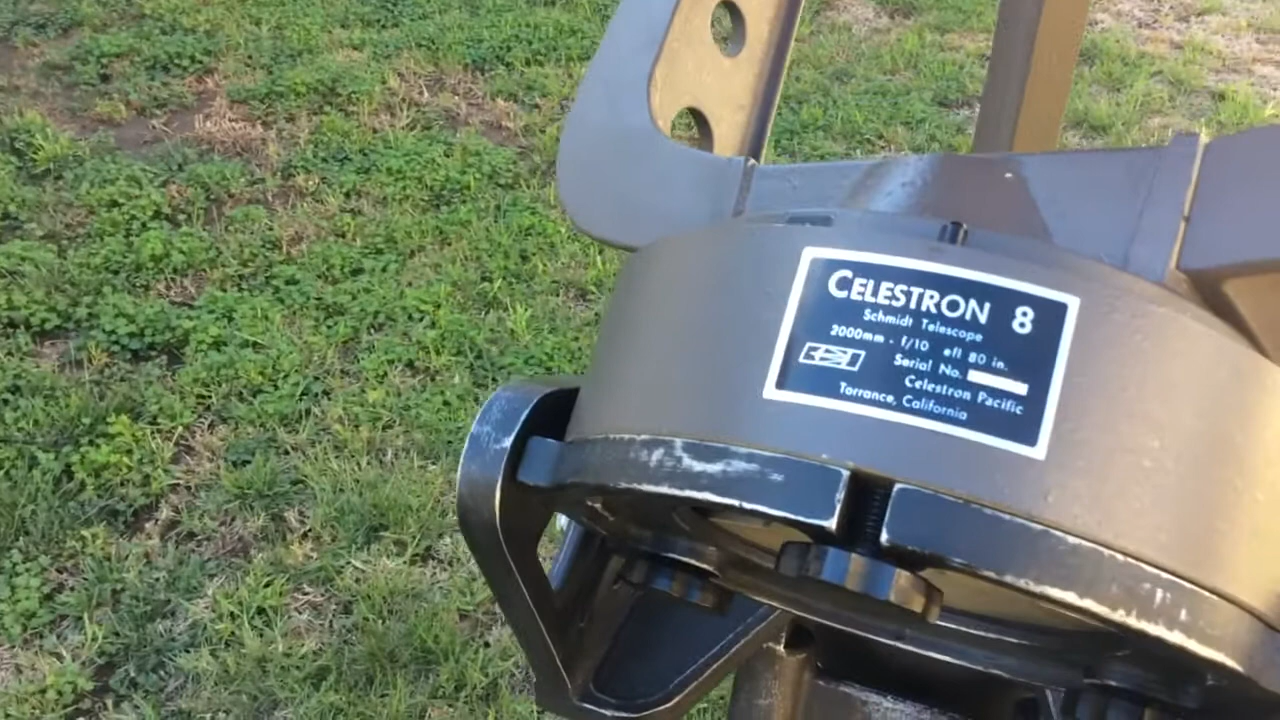 CELESTRON 8
Schmidt Telescope
2000mm - f/10 efl 80 in.
Serial No.
Celestron Pacific
Torrance, California